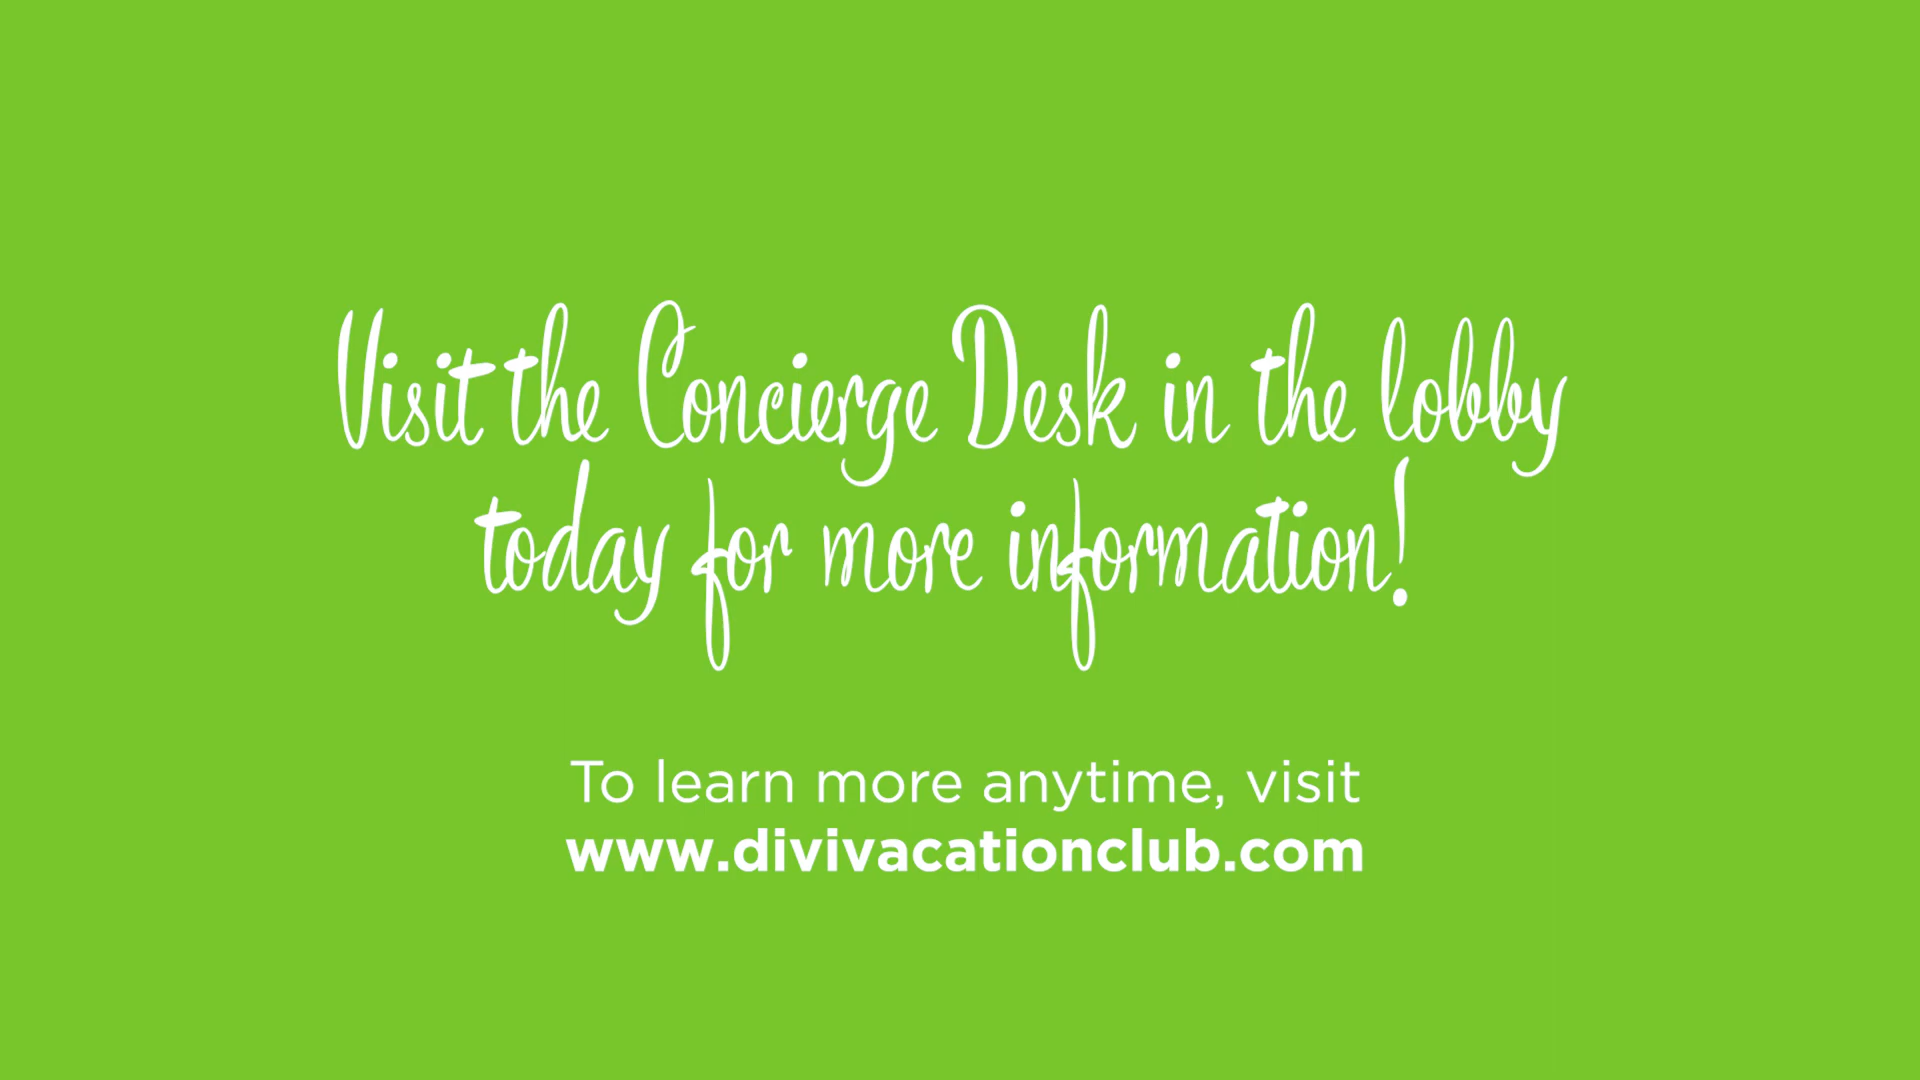 Visit the Concierge Desk in the lobby
today for more information!
To learn more anytime, visit
www.divivacationclub.com